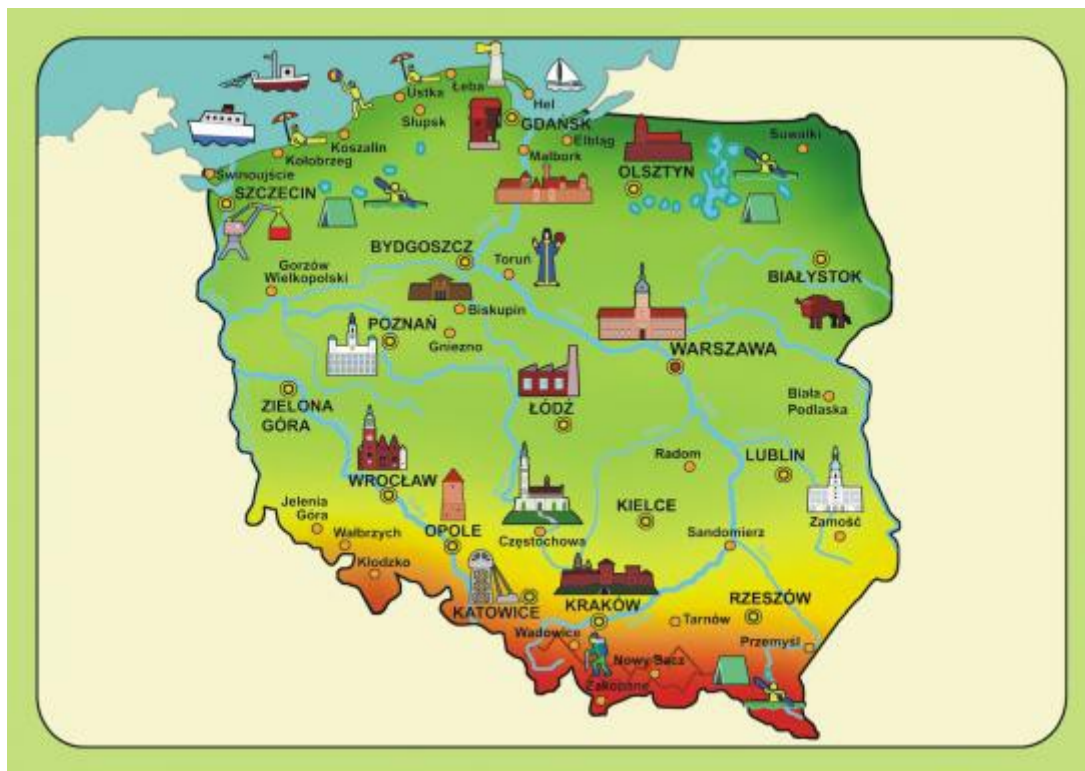 Łeba
Ustka
Hel
Słupsk
GDAŃSK
Koszalin
Elbląg
Suwałki
Kołobrzeg
Malbork
Świnoujście
OLSZTYN
SZCZECIN
BYDGOSZCZ
Toruń
Gorzów
Wielkopolski
BIAŁYSTOK
Biskupin
POZNAŃ
Gniezno
WARSZAWA
Biała
Podlaska
ZIELONA
GÓRA
ŁÓDŹ
Radom
LUBLIN
WROCŁAW
Jelenia
Góra
KIELCE
Zamość
OPOLE
Wałbrzych
Częstochowa
Sandomierz
Kłodzko
KATOWICE
KRAKÓW
RZESZÓW
Tarnów
Wadowice
Przemyśl
Nowy Sącz
Zakopane